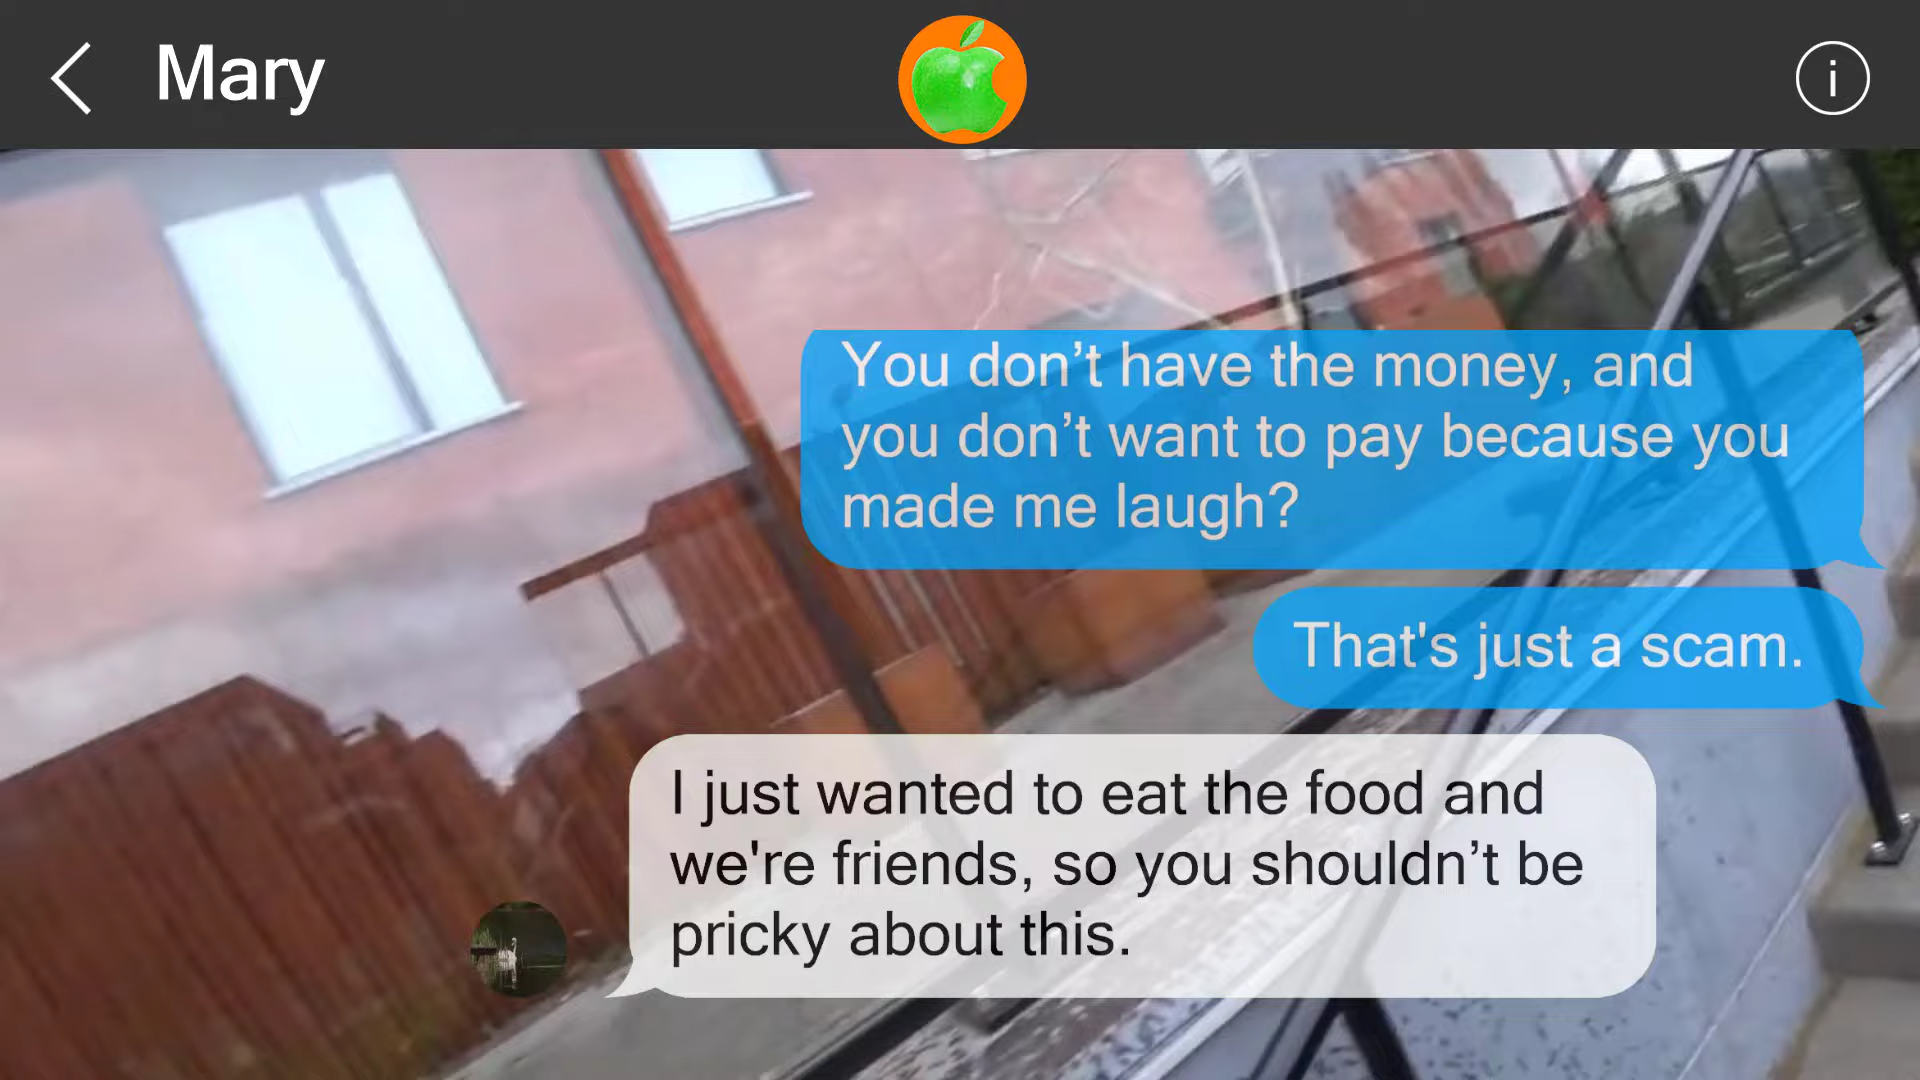 Mary
You don’t have the money, and
you don’t want to pay because you
made me laugh?
That's just a scam.
I just wanted to eat the food and
we're friends, so you shouldn’t be
pricky about this.